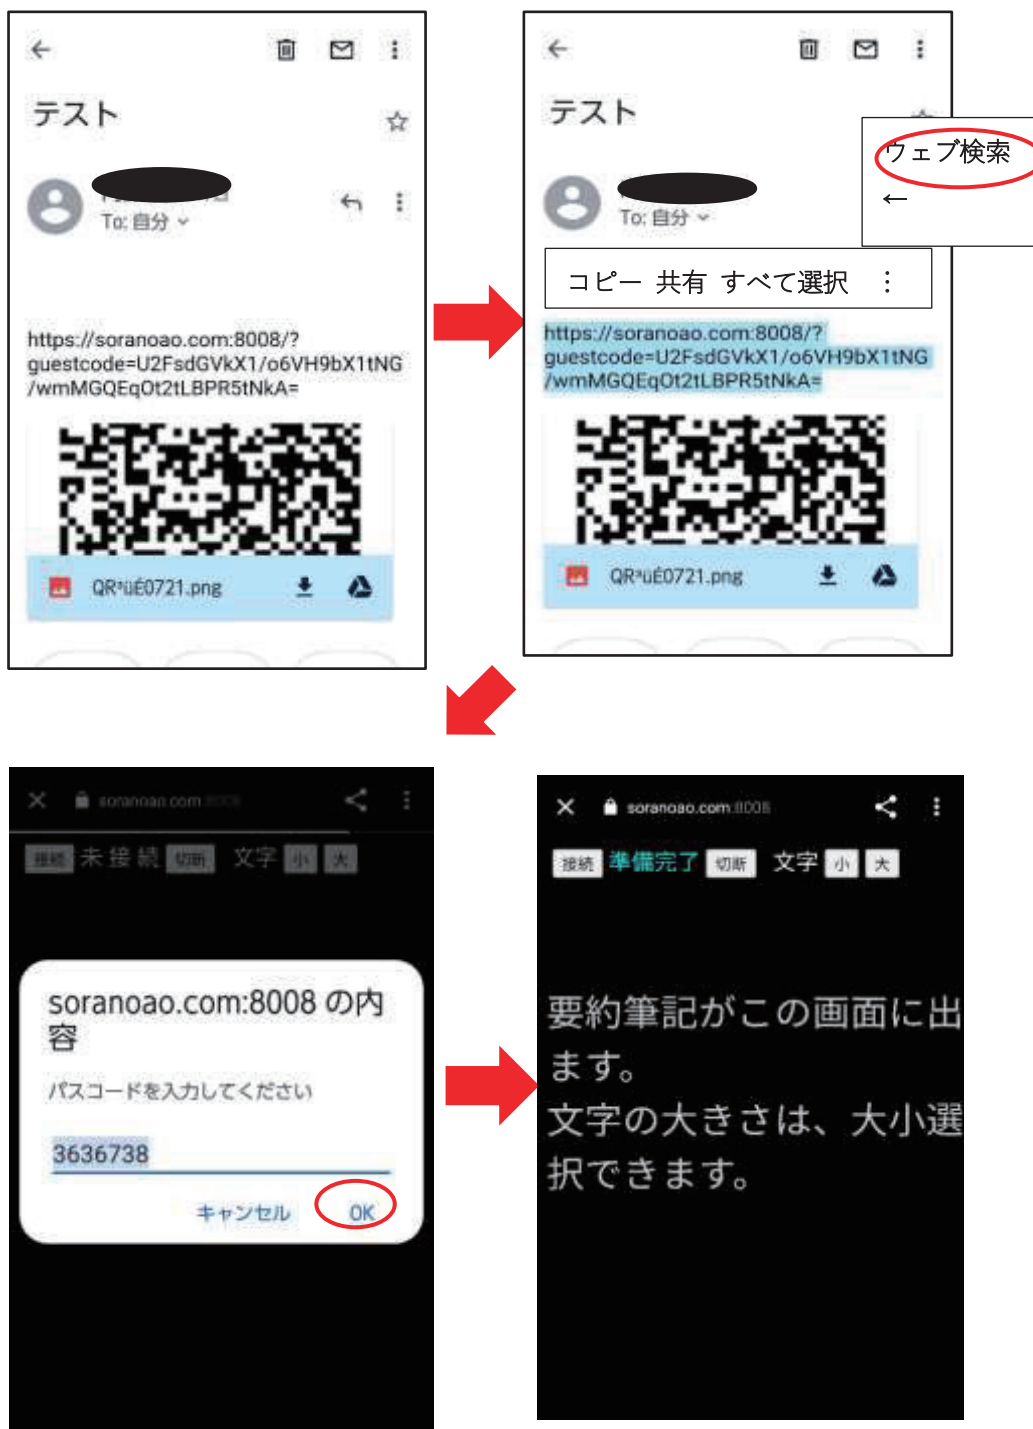 テスト
To: 自分
https://soranoao.com:8008/?
guestcode=U2FsdGVkX1/o6VH9bX1tNG
/wmMGQEqOt2tLBPR5tNkA=
QRªüÉ0721.png
テスト
ウェブ検索
←
To: 自分
コピー 共有 すべて選択 ⋮
https://soranoao.com:8008/?
guestcode=U2FsdGVkX1/o6VH9bX1tNG
/wmMGQEqOt2tLBPR5tNkA=
QRªüÉ0721.png
soranoao.com:8008
接続 未接続 切断 文字 小 大
soranoao.com:8008 の内
容
パスコードを入力してください
3636738
キャンセル OK
soranoao.com:8008
接続 準備完了 切断 文字 小 大
要約筆記がこの画面に出
ます。
文字の大きさは、大小選
択できます。